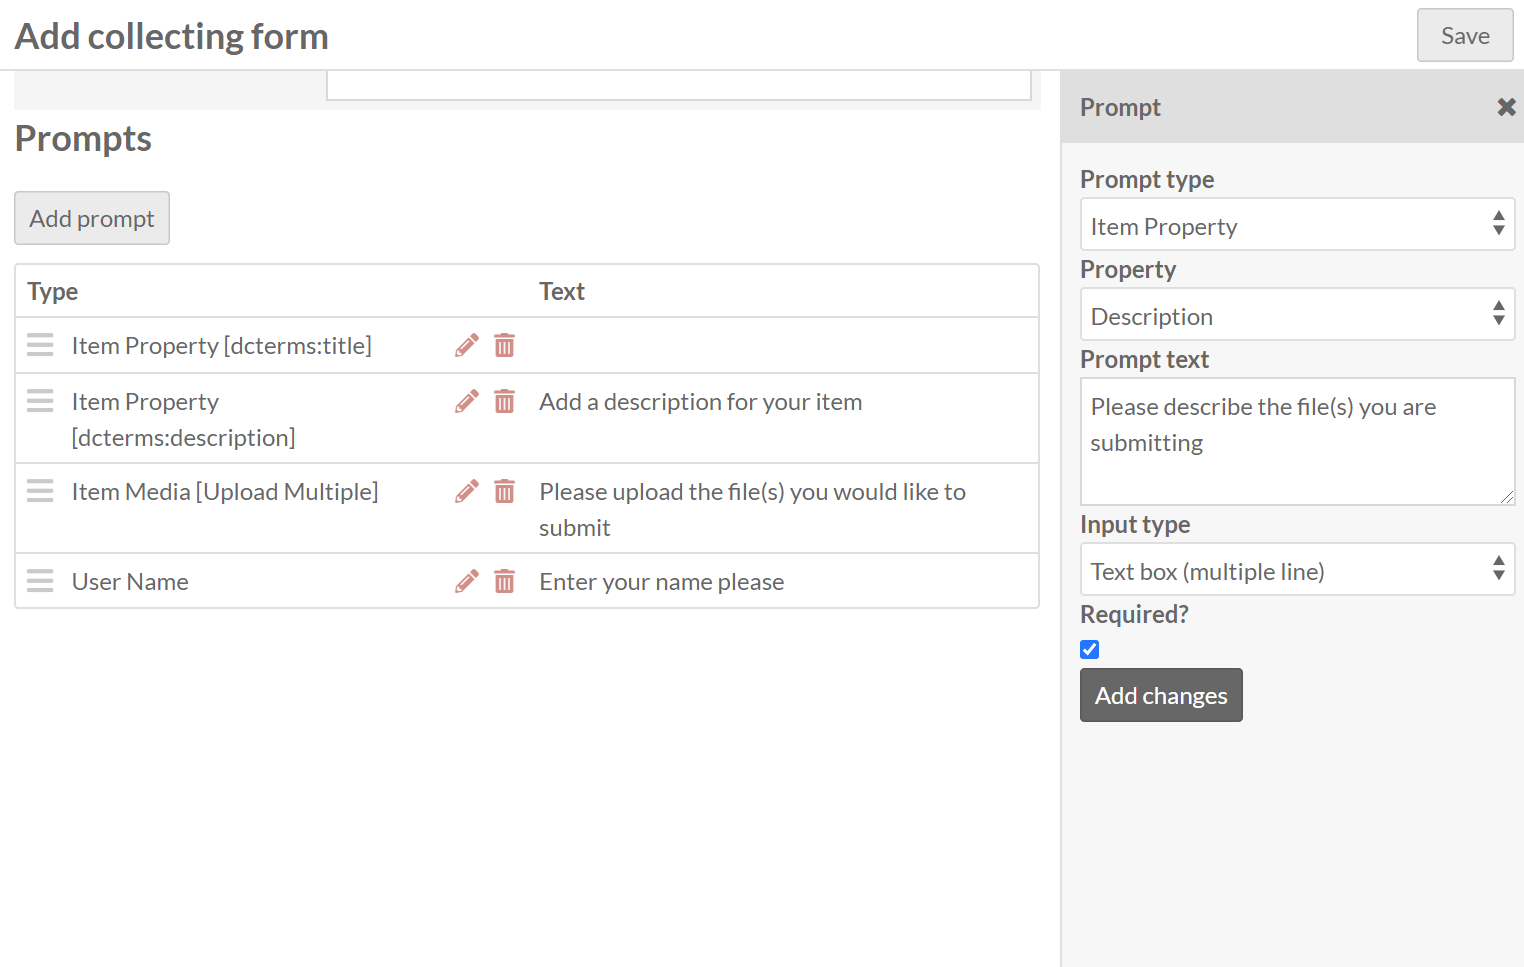 Add collecting form
Save
Prompts
Add prompt
Type
Text
Item Property [dcterms:title]
Item Property
[dcterms:description]
Add a description for your item
Item Media [Upload Multiple]
Please upload the file(s) you would like to
submit
User Name
Enter your name please
Prompt
Prompt type
Item Property
Property
Description
Prompt text
Please describe the file(s) you are
submitting
Input type
Text box (multiple line)
Required?
Add changes